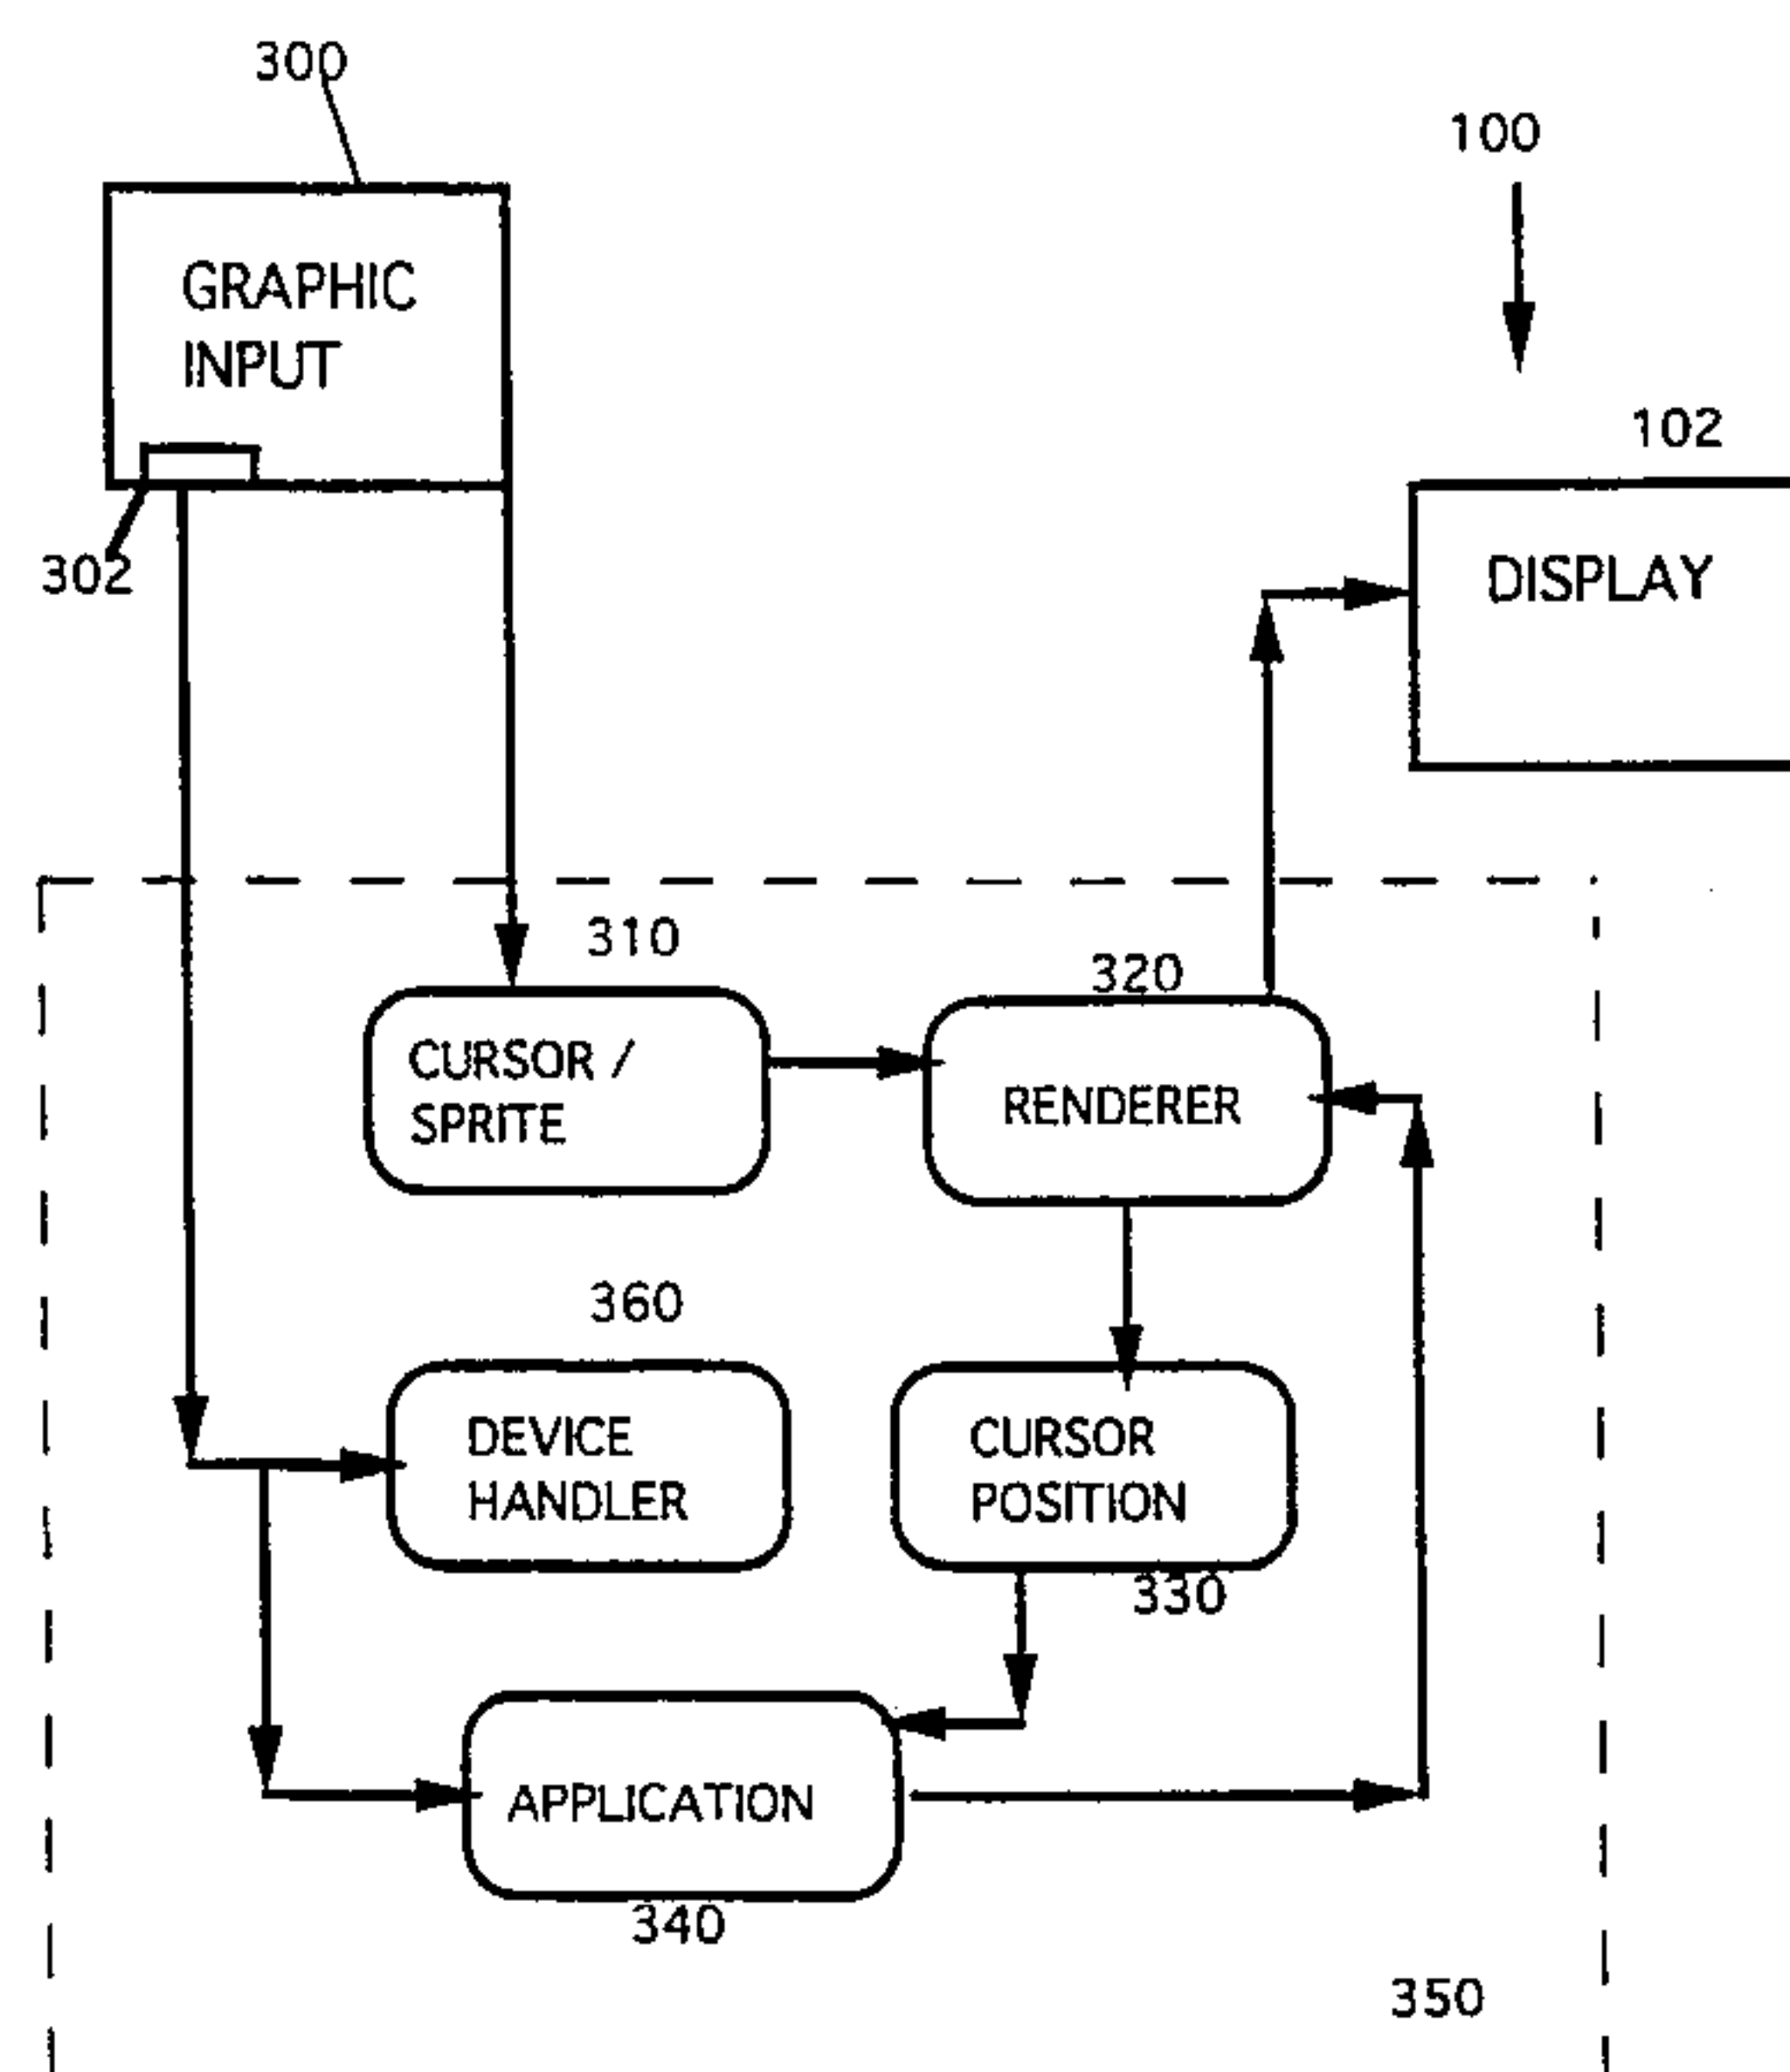 300
100
GRAPHIC
INPUT
102
302
DISPLAY
310
320
CURSOR /
SPRITE
RENDERER
360
DEVICE
HANDLER
CURSOR
POSITION
330
APPLICATION
340
350